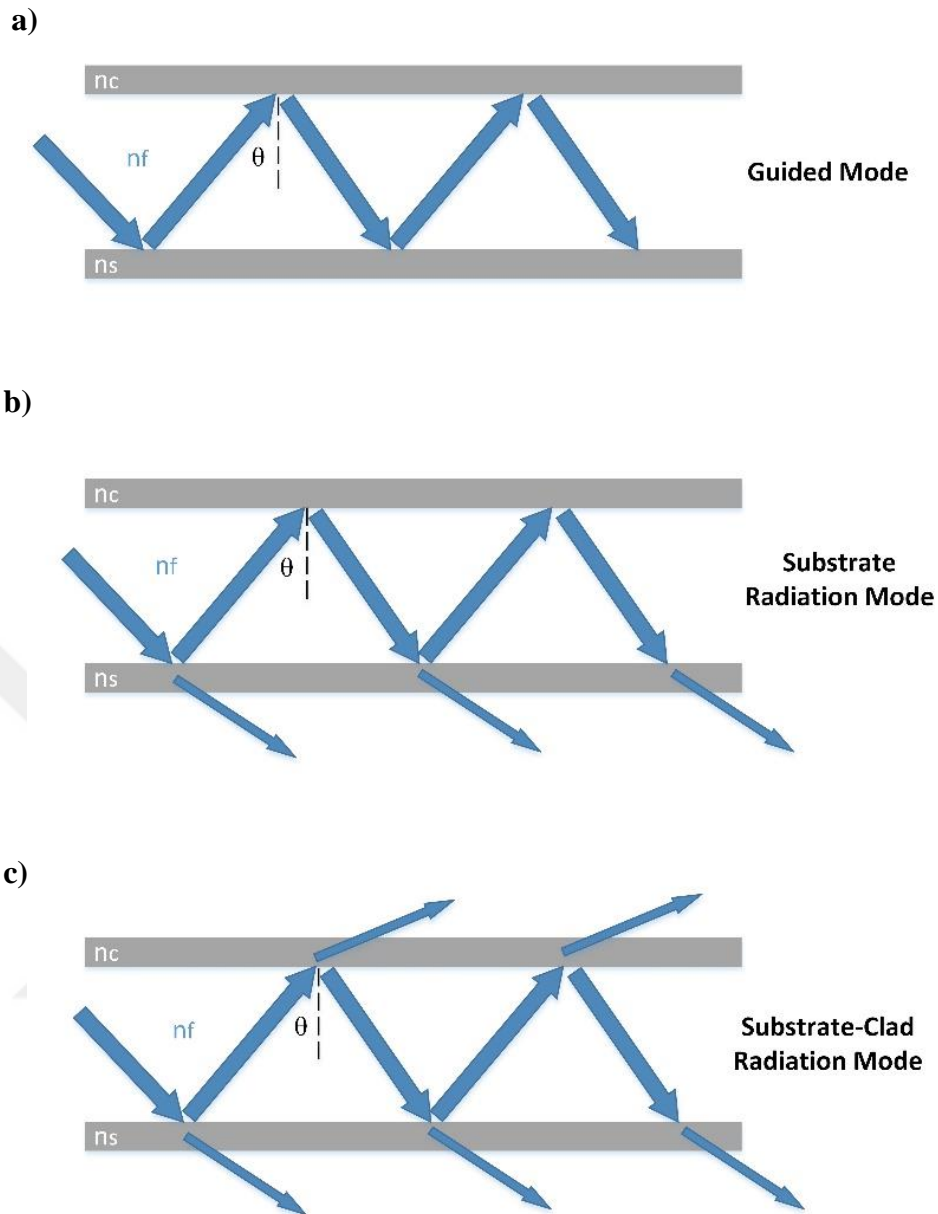 a)
nc
nf
θ
Guided Mode
ns
b)
nc
nf
θ
Substrate
Radiation Mode
ns
c)
nc
nf
θ
Substrate-Clad
Radiation Mode
ns